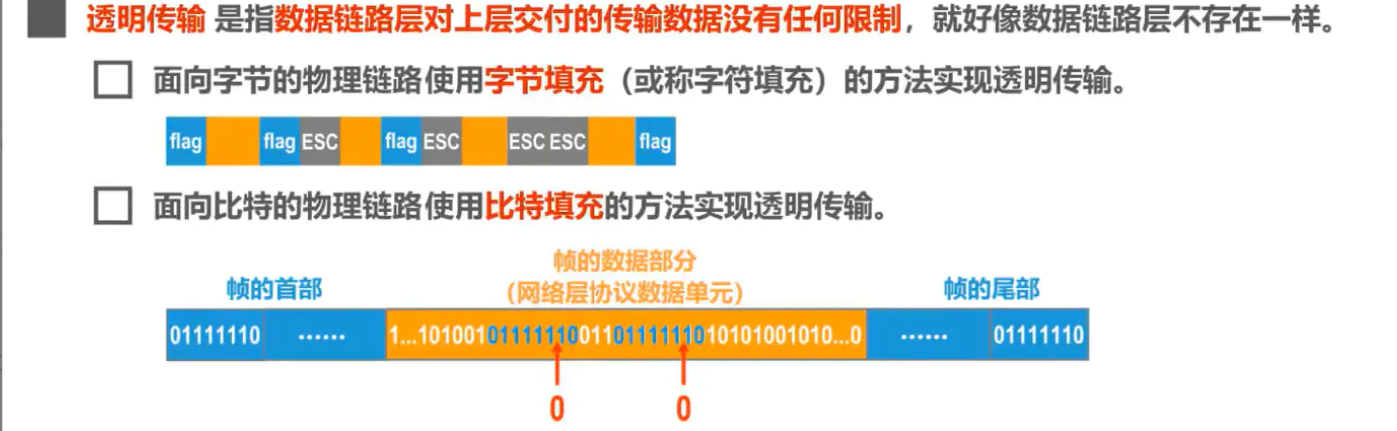 透明传输 是指数据链路层对上层交付的传输数据没有任何限制，就好像数据链路层不存在一样。
面向字节的物理链路使用字节填充（或称字符填充）的方法实现透明传输。
flag flag ESC flag ESC ESC ESC flag
面向比特的物理链路使用比特填充的方法实现透明传输。
帧的数据部分
帧的首部 （网络层协议数据单元） 帧的尾部
01111110 …… 1...101001011111100110111111010101001010...0 …… 01111110
0 0